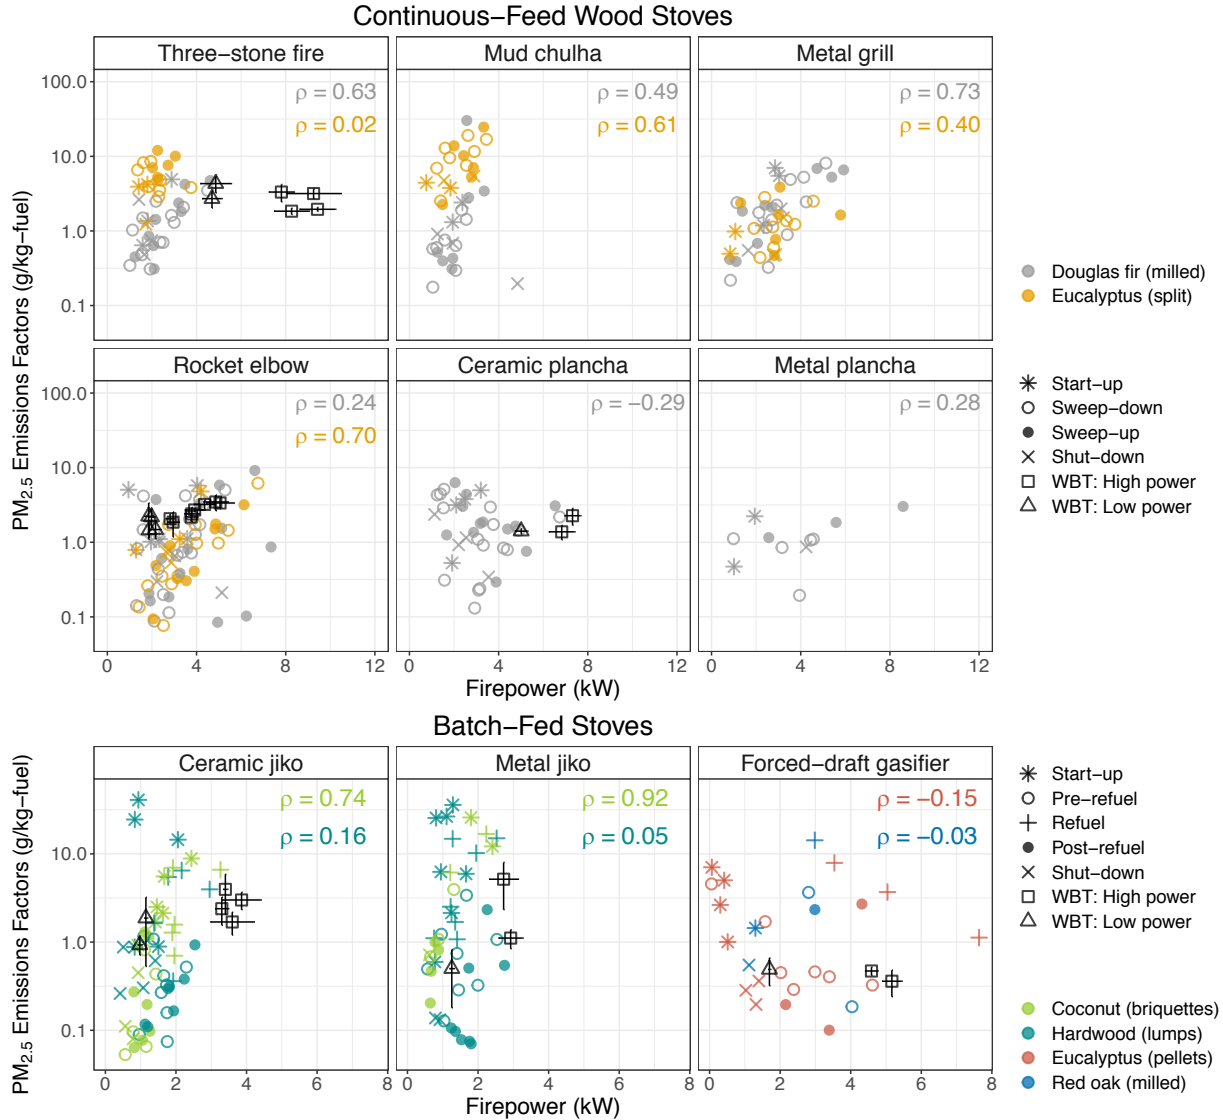 Continuous−Feed Wood Stoves
Three−stone fire
Mud chulha
Metal grill
ρ = 0.63
ρ = 0.02
ρ = 0.49
ρ = 0.61
ρ = 0.73
ρ = 0.40
100.0
10.0
1.0
0.1
Rocket elbow
Ceramic plancha
Metal plancha
ρ = 0.24
ρ = 0.70
ρ = −0.29
ρ = 0.28
100.0
10.0
1.0
0.1
0 4 8 12
0 4 8 12
0 4 8 12
PM2.5 Emissions Factors (g/kg−fuel)
Firepower (kW)
Douglas fir (milled)
Eucalyptus (split)
Start−up
Sweep−down
Sweep−up
Shut−down
WBT: High power
WBT: Low power
Batch−Fed Stoves
Ceramic jiko
Metal jiko
Forced−draft gasifier
ρ = 0.74
ρ = 0.16
ρ = 0.92
ρ = 0.05
ρ = −0.15
ρ = −0.03
10.0
1.0
0.1
0 2 4 6 8
0 2 4 6 8
0 2 4 6 8
PM2.5 Emissions Factors (g/kg−fuel)
Firepower (kW)
Start−up
Pre−refuel
Refuel
Post−refuel
Shut−down
WBT: High power
WBT: Low power
Coconut (briquettes)
Hardwood (lumps)
Eucalyptus (pellets)
Red oak (milled)